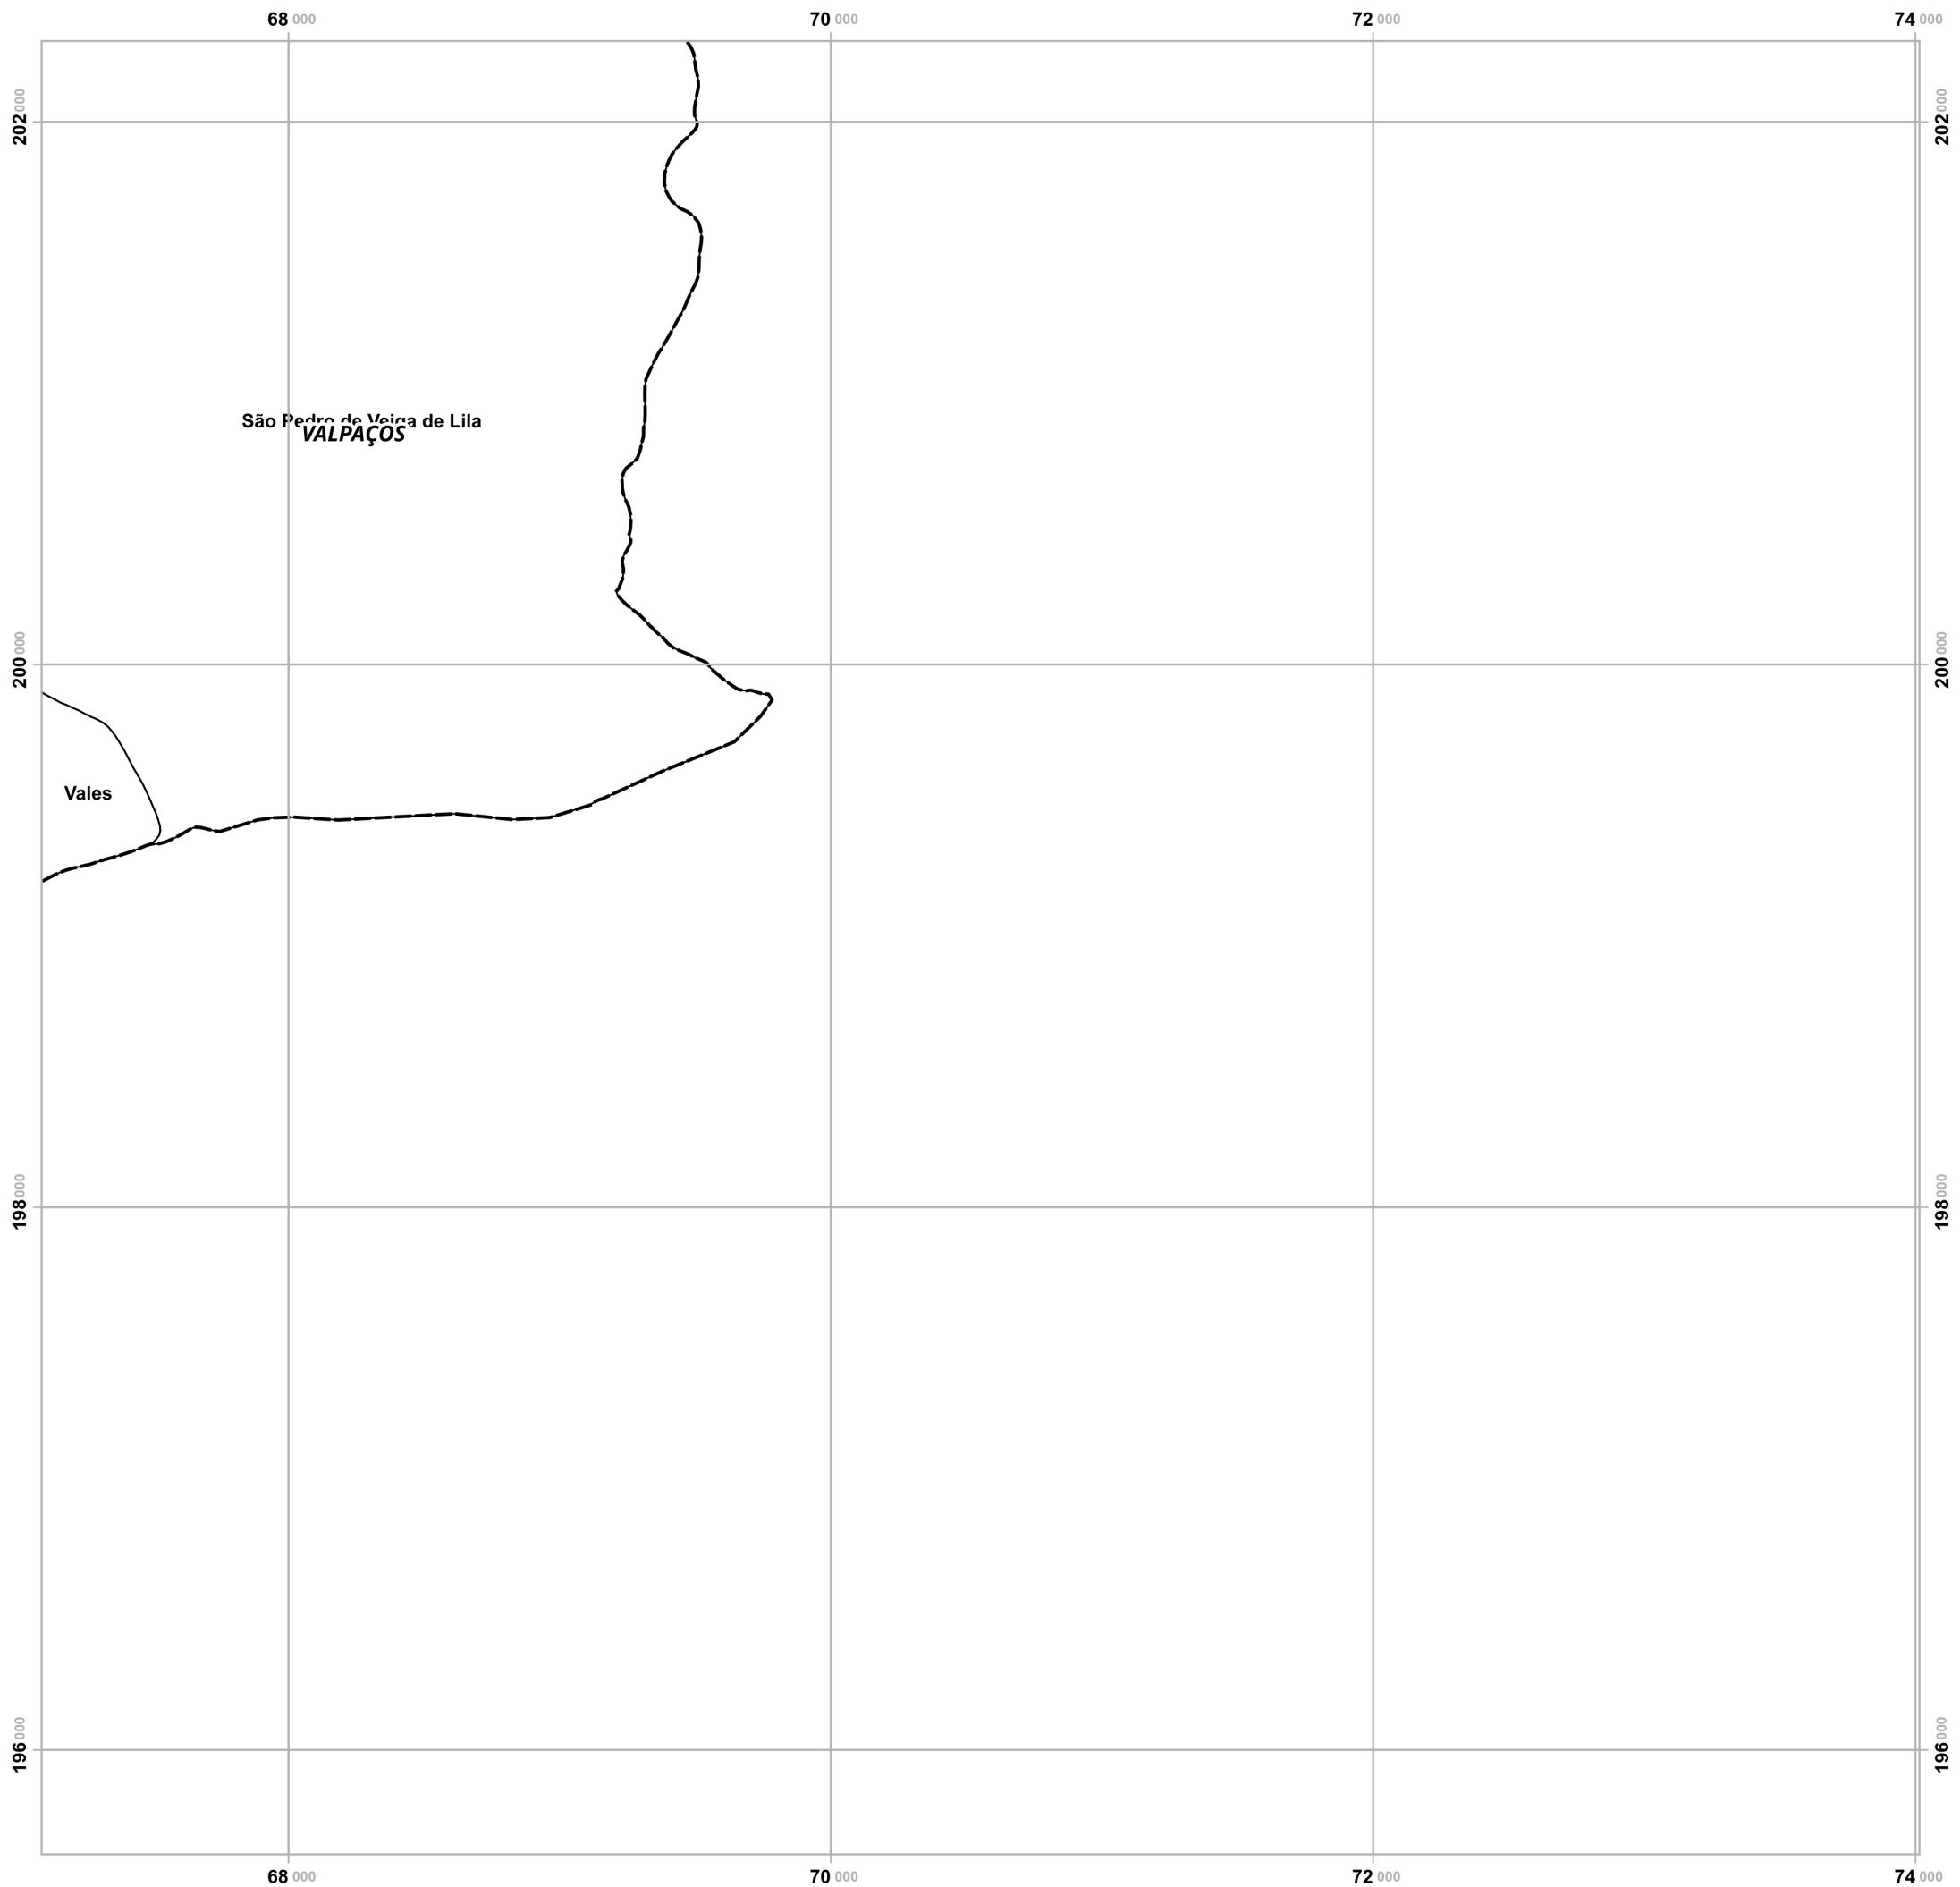 68 000 70 000 72 000 74 000
202 000 202 000
São Pedro de Veiga de Lila
VALPAÇOS
200 000 200 000
Vales
198 000 198 000
196 000 196 000
68 000 70 000 72 000 74 000